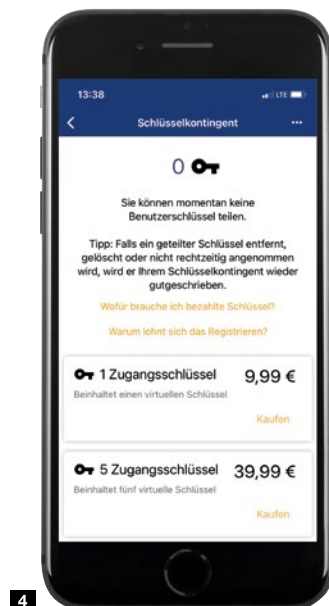 13:38
LTE
Schlüsselkontingent
0
Sie können momentan keine
Benutzerschlüssel teilen.
Tipp: Falls ein geteilter Schlüssel entfernt,
gelöscht oder nicht rechtzeitig angenommen
wird, wird er Ihrem Schlüsselkontingent wieder
gutgeschrieben.
Wofür brauche ich bezahlte Schlüssel?
Warum lohnt sich das Registrieren?
1 Zugangsschlüssel 9,99 €
Beinhaltet einen virtuellen Schlüssel
Kaufen
5 Zugangsschlüssel 39,99 €
Beinhaltet fünf virtuelle Schlüssel
Kaufen
4